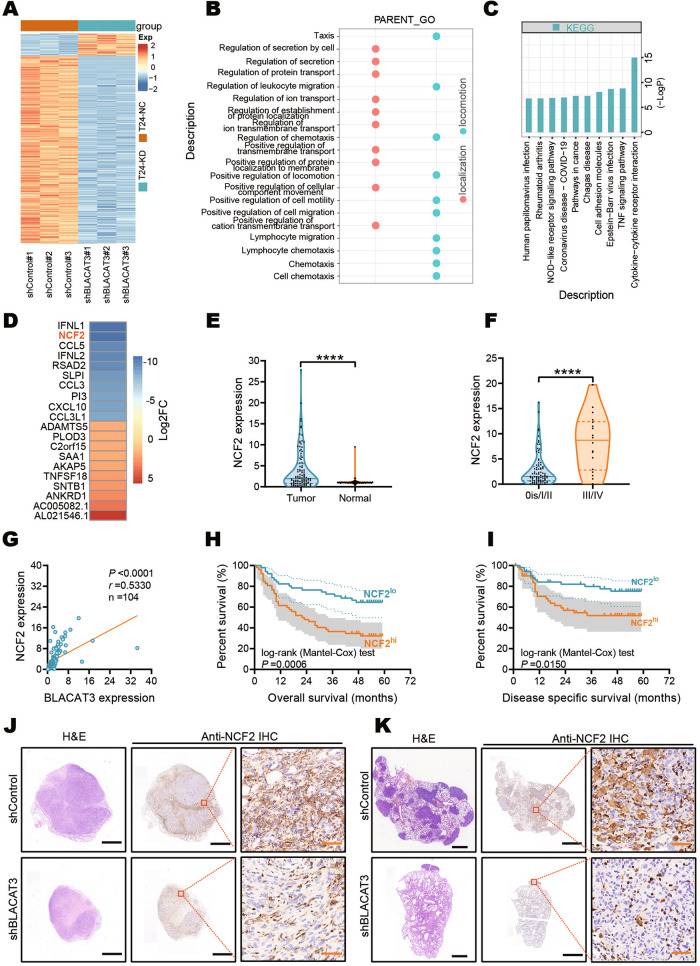 A
group
Exp
2
1
0
-1
-2
T24-NC
T24-KD
shControl#1
shControl#2
shControl#3
shBLACAT3#1
shBLACAT3#2
shBLACAT3#3
B
PARENT_GO
Description
Taxis
Regulation of secretion by cell
Regulation of secretion
Regulation of protein transport
Regulation of leukocyte migration
Regulation of ion transport
Regulation of establishment
of protein localization
Regulation of
ion transmembrane transport
Regulation of chemotaxis
Positive regulation of
transmembrane transport
Positive regulation of protein
localization to membrane
Positive regulation of locomotion
Positive regulation of cellular
component movement
Positive regulation of cell motility
Positive regulation of cell migration
Positive regulation of
cation transmembrane transport
Lymphocyte migration
Lymphocyte chemotaxis
Chemotaxis
Cell chemotaxis
locomotion
localization
C
KEGG
15
10
5
0
(−LogP)
Human papillomavirus infection
Rheumatoid arthritis
NOD−like receptor signaling pathway
Coronavirus disease − COVID−19
Pathways in cancer
Chagas disease
Cell adhesion molecules
Epstein−Barr virus infection
TNF signaling pathway
Cytokine−cytokine receptor interaction
Description
D
IFNL1
NCF2
CCL5
IFNL2
RSAD2
SLPI
CCL3
PI3
CXCL10
CCL3L1
ADAMTS5
PLOD3
C2orf15
SAA1
AKAP5
TNFSF18
SNTB1
ANKRD1
AC005082.1
AL021546.1
-10
-5
0
5
Log2FC
E
NCF2 expression
30
25
20
15
10
5
0
****
Tumor
Normal
F
NCF2 expression
25
20
15
10
5
0
****
0is/I/II
III/IV
G
NCF2 expression
40
32
24
16
8
0
P <0.0001
r =0.5330
n =104
0
10
20
30
40
BLACAT3 expression
H
Percent survival (%)
100
80
60
40
20
0
NCF2lo
NCF2hi
log-rank (Mantel-Cox) test
P =0.0006
0
12
24
36
48
60
Overall survival (months)
I
Percent survival (%)
100
80
60
40
20
0
NCF2lo
NCF2hi
log-rank (Mantel-Cox) test
P =0.0150
0
12
24
36
48
60
Disease specific survival (months)
J
H&E
Anti-NCF2 IHC
shControl
shBLACAT3
K
H&E
Anti-NCF2 IHC
shControl
shBLACAT3